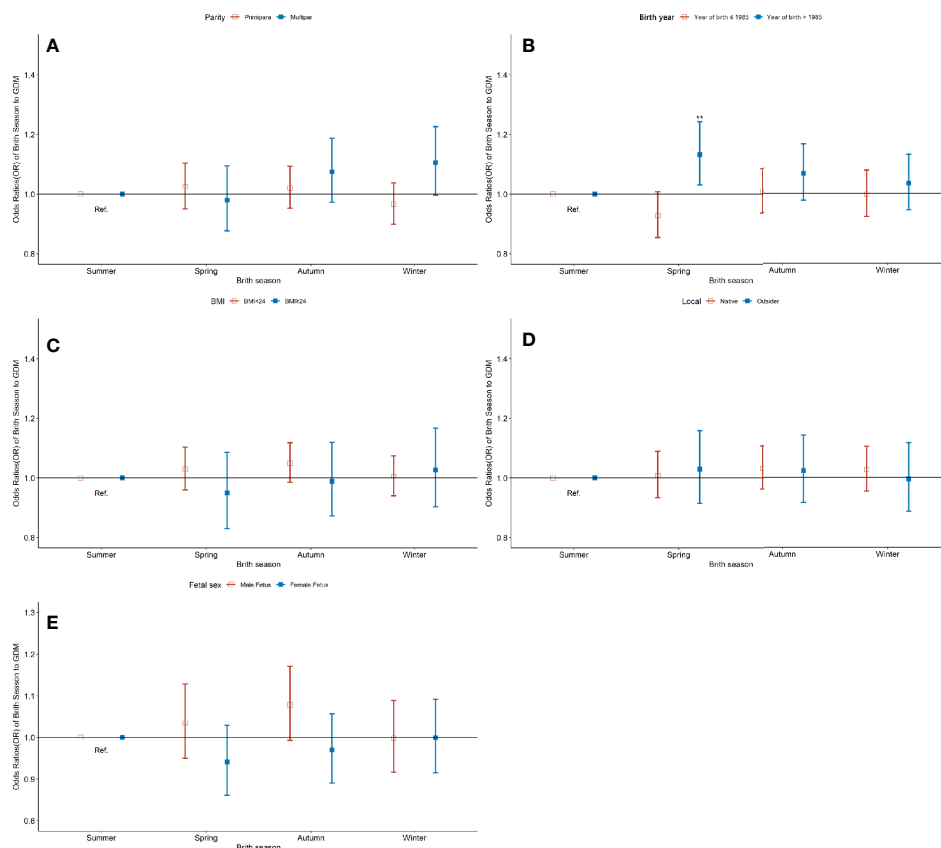 Parity Primipara Multipar
A
Odds Ratios(OR) of Brith Season to GDM
1.4
1.2
1.0
0.8
Ref.
Summer Spring Autumn Winter
Brith season
Birth year Year of birth ≤ 1985 Year of birth > 1985
B
Odds Ratios(OR) of Brith Season to GDM
1.4
1.2
1.0
0.8
**
Ref.
Summer Spring Autumn Winter
Brith season
BMI BMI<24 BMI≥24
C
Odds Ratios(OR) of Brith Season to GDM
1.4
1.2
1.0
0.8
Ref.
Summer Spring Autumn Winter
Brith season
Local Native Outsider
D
Odds Ratios(OR) of Brith Season to GDM
1.4
1.2
1.0
0.8
Ref.
Summer Spring Autumn Winter
Brith season
Fetal sex Male Fetus Female Fetus
E
Odds Ratios(OR) of Brith Season to GDM
1.3
1.2
1.1
1.0
0.9
0.8
Ref.
Summer Spring Autumn Winter
Brith season